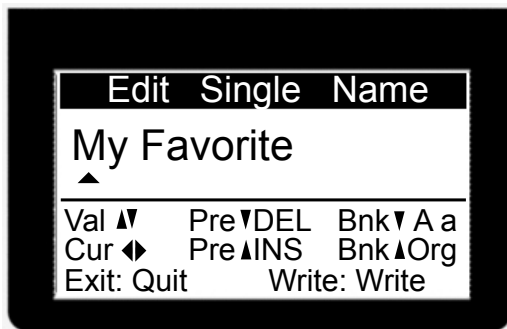 Edit Single Name
My Favorite
Val Pre DEL Bnk A a
Cur Pre INS Bnk Org
Exit: Quit Write: Write